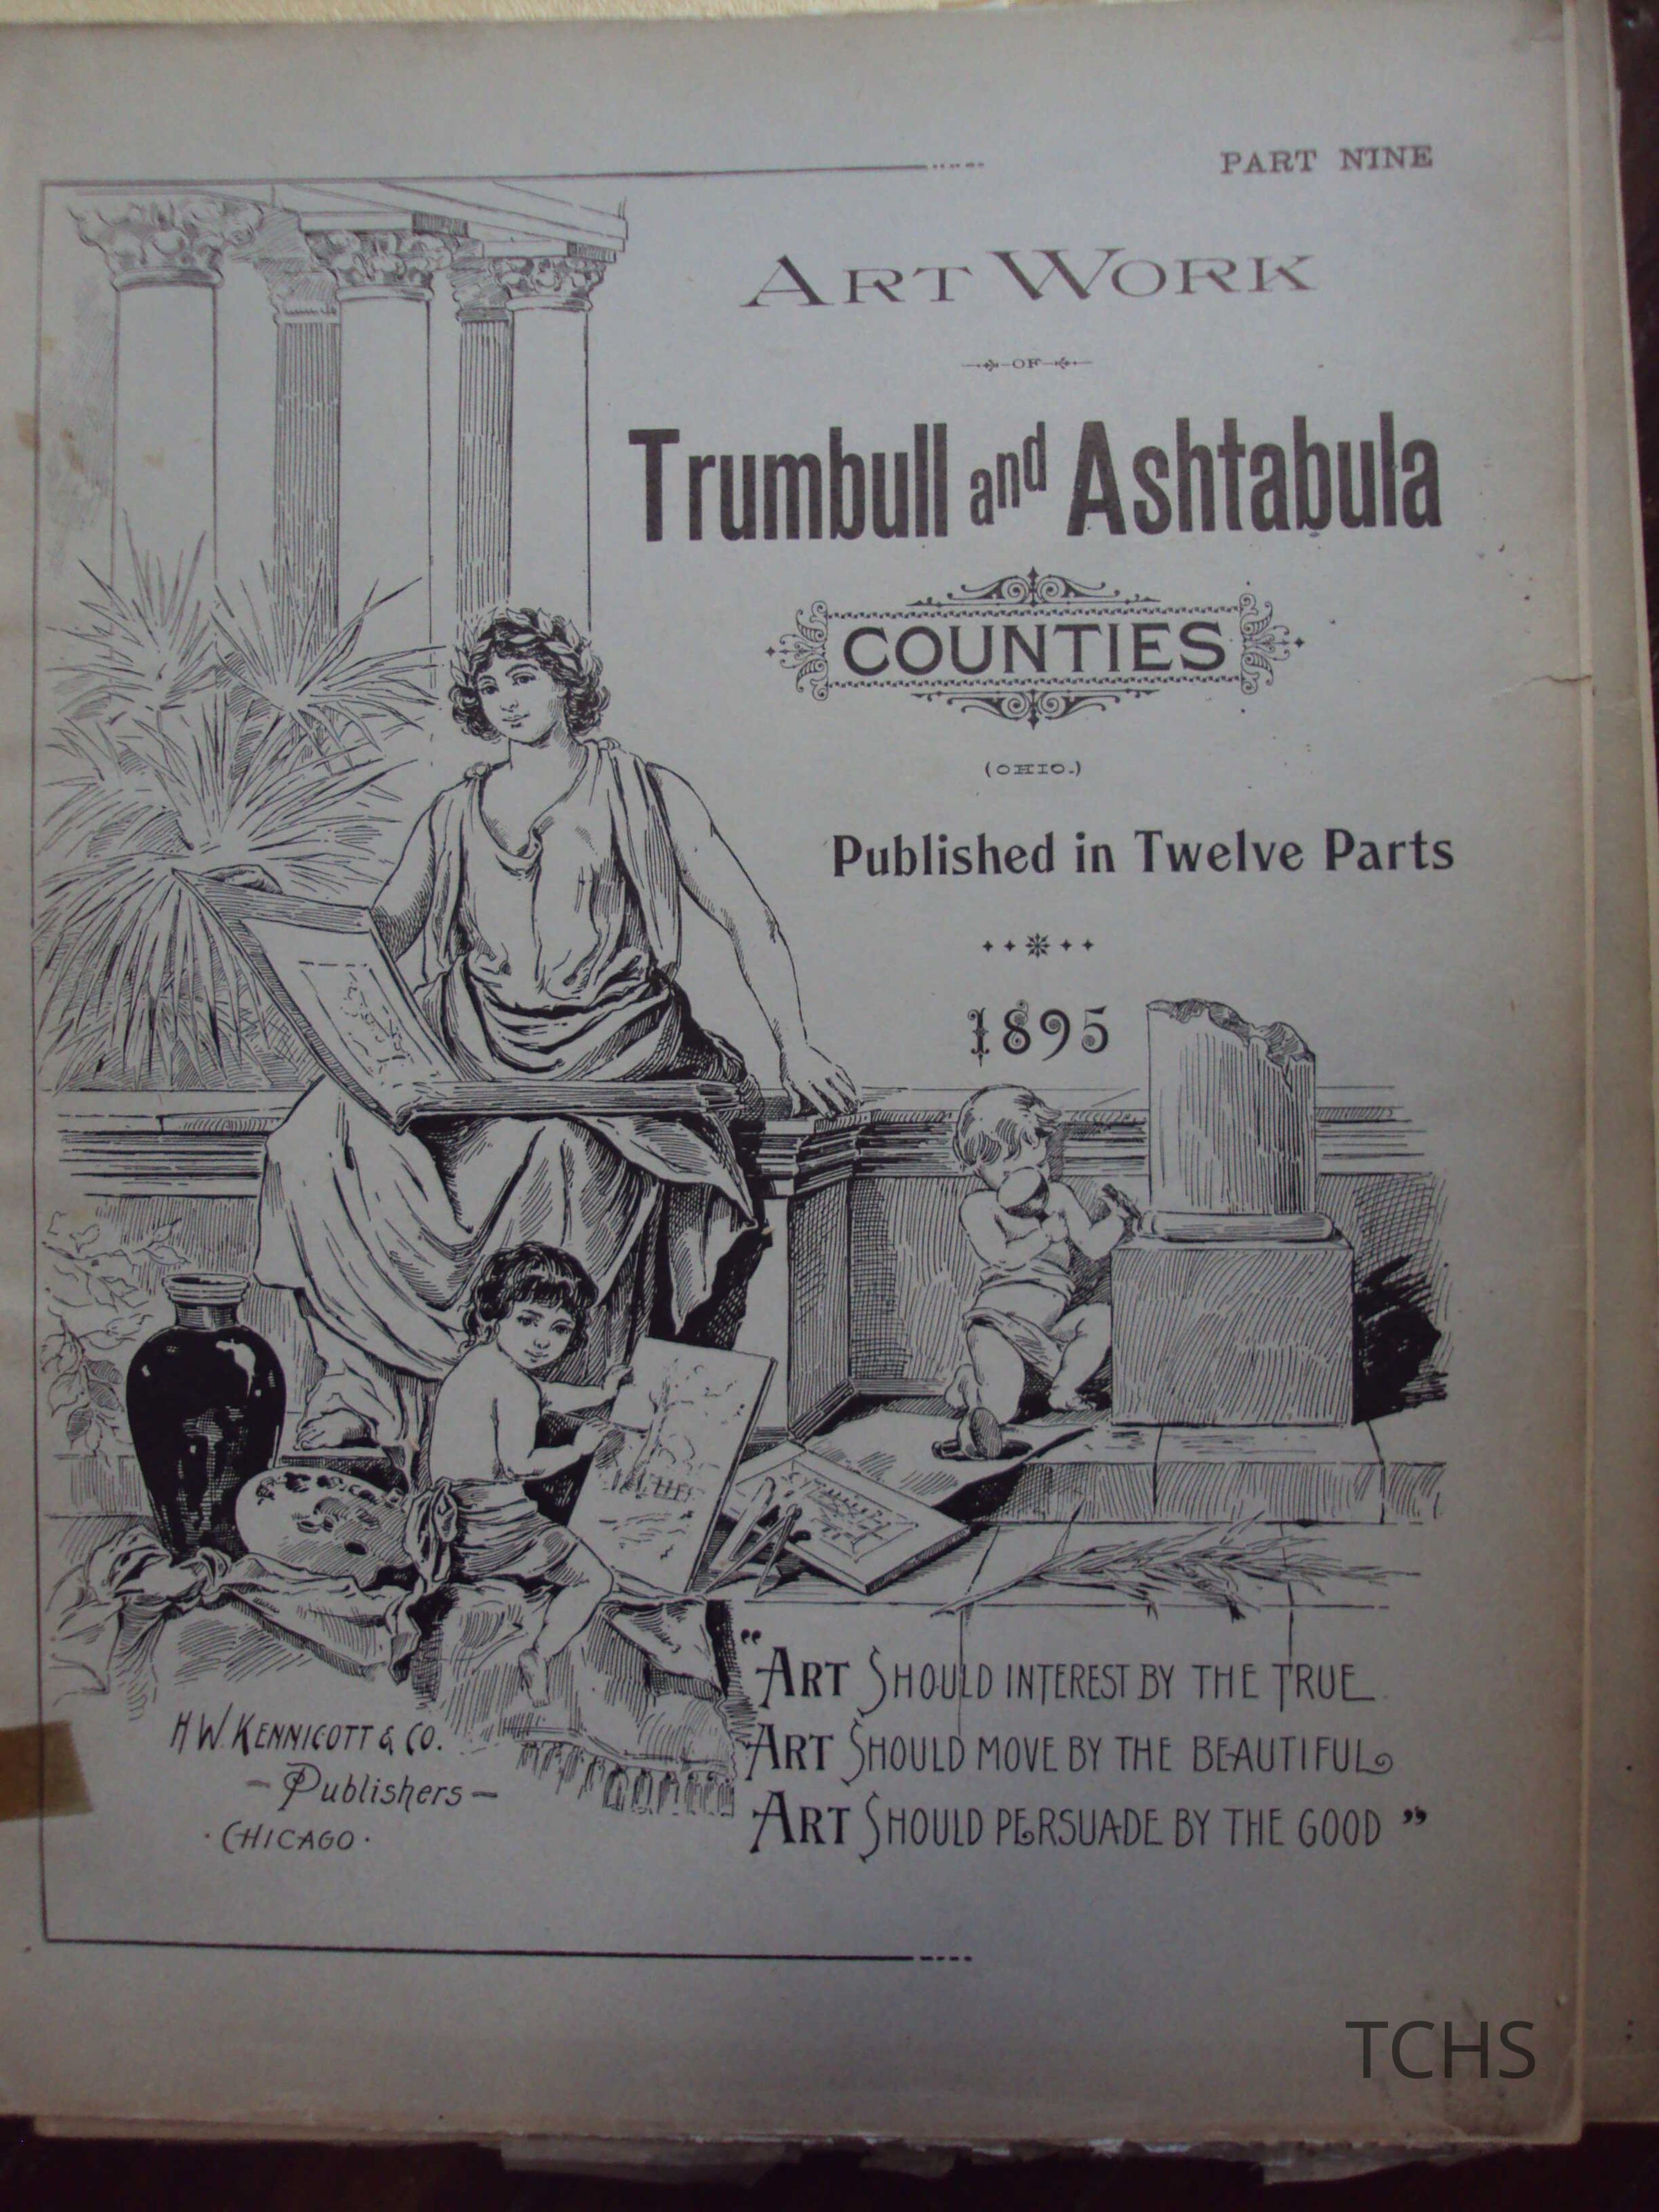 PART NINE
ART WORK
OF
Trumbull and Ashtabula
COUNTIES
(OHIO.)
Published in Twelve Parts
1895
"ART SHOULD INTEREST BY THE TRUE
ART SHOULD MOVE BY THE BEAUTIFUL
ART SHOULD PERSUADE BY THE GOOD"
H.W. KENNICOTT & CO.
- Publishers -
· CHICAGO ·
TCHS